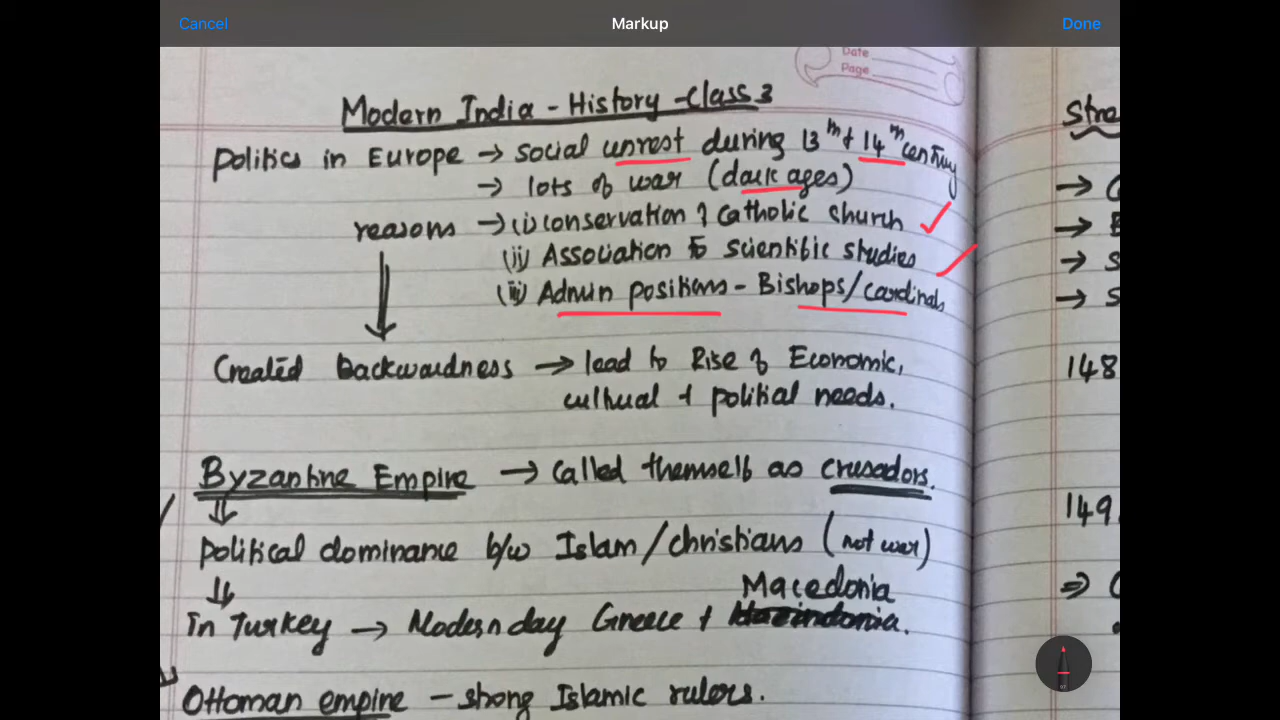 Cancel Markup Done
Date
Page
Modern India - History - Class 3
Politics in Europe → social unrest during 13th & 14th century
→ lots of war (dark ages)
reasons → (i) conservation of Catholic church
(ii) Association to scientific studies
(iii) Admin positions - Bishops/cardinals
Created Backwardness → lead to Rise of Economic,
cultural + political needs.
Byzantine Empire → called themself as crusadors.
political dominance b/w Islam/christians (not war)
Macedonia
In Turkey → Modern day Greece +
Ottoman empire - strong Islamic rulers.
Stre
→
→
→ S
→ S
148
149
⇒